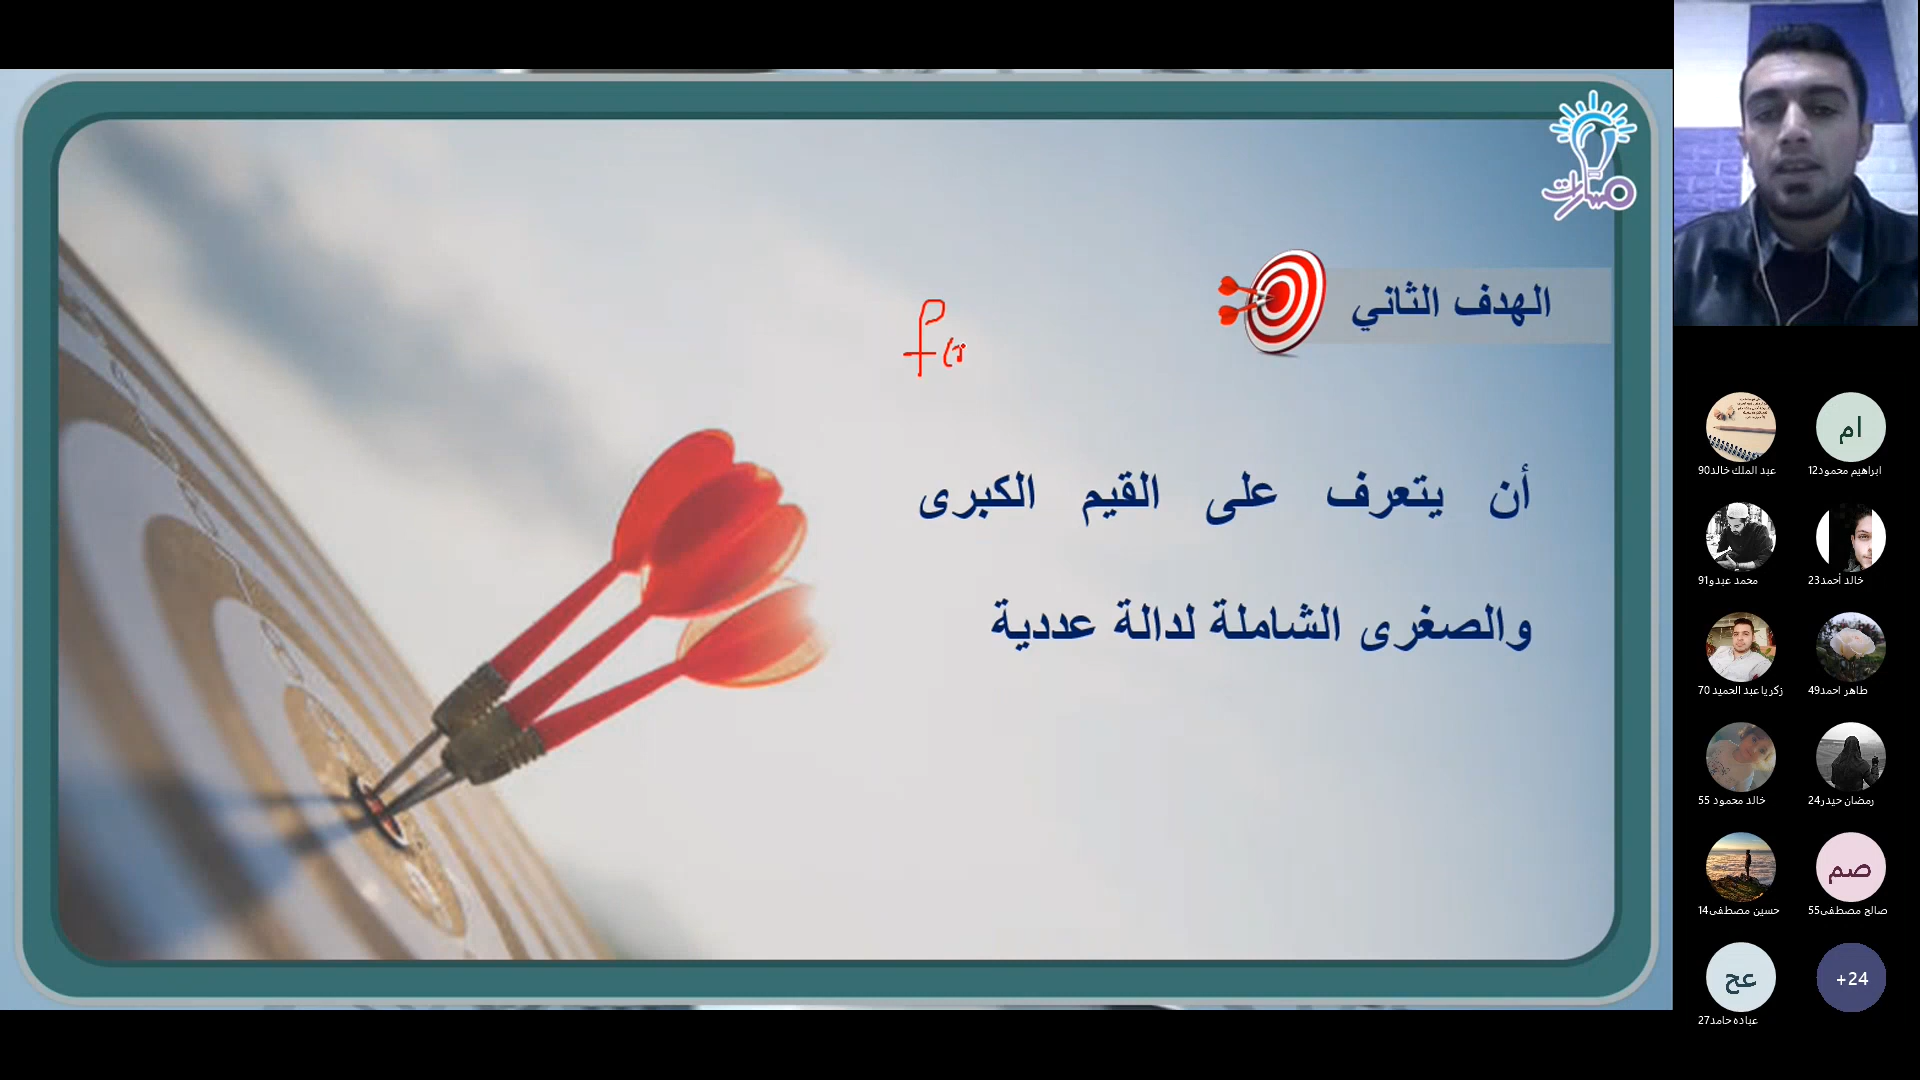 مسارات
الهدف الثاني
f(x
أن يتعرف على القيم الكبرى
والصغرى الشاملة لدالة عددية
ابراهيم محمود12
عبد الملك خالد90
ام
خالد أحمد23
محمد عبدو91
طاهر احمد49
زكريا عبد الحميد 70
رمضان حيدر24
خالد محمود 55
صم
صالح مصطفى55
حسين مصطفى14
عح
+24
عباده حامد27